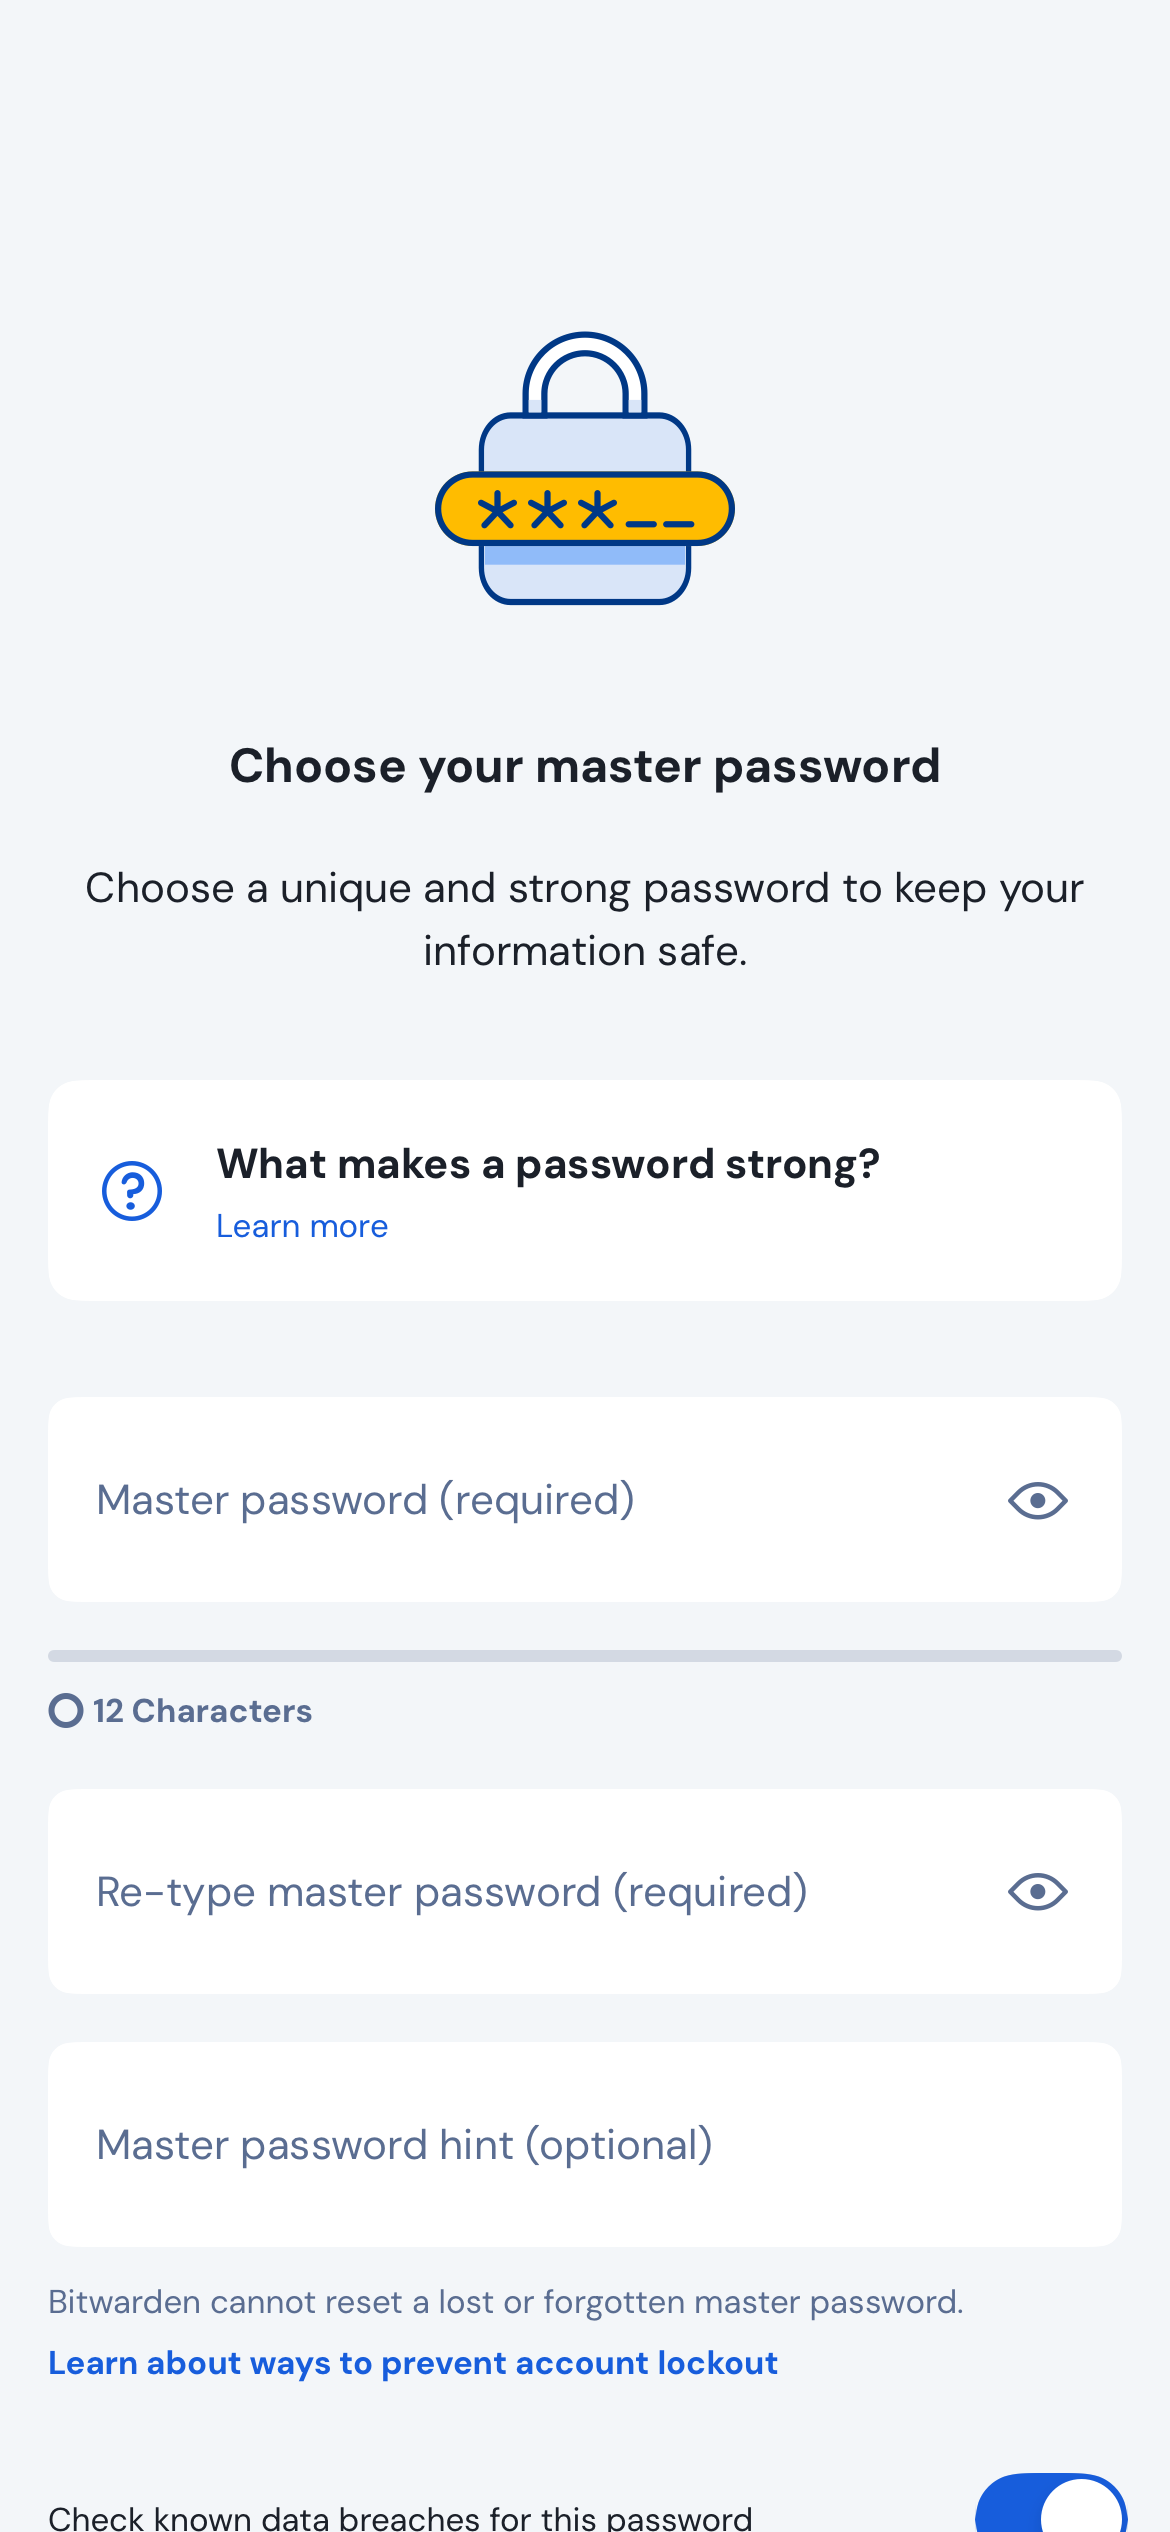 ***__
Choose your master password
Choose a unique and strong password to keep your
information safe.
What makes a password strong?
Learn more
Master password (required)
12 Characters
Re-type master password (required)
Master password hint (optional)
Bitwarden cannot reset a lost or forgotten master password.
Learn about ways to prevent account lockout
Check known data breaches for this password